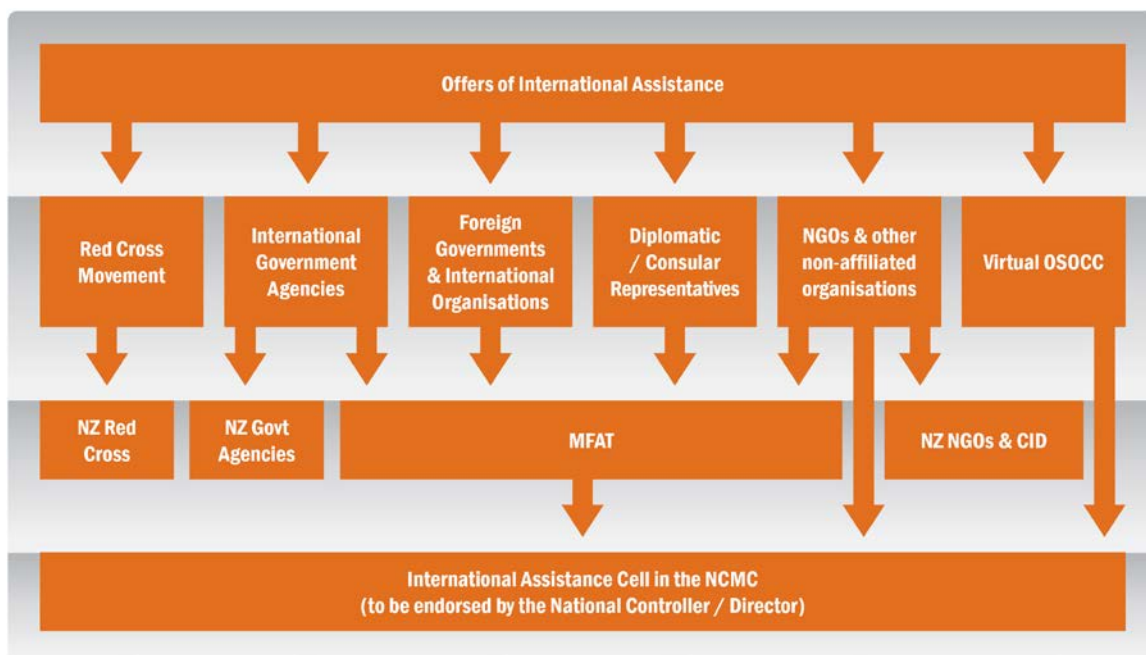 Offers of International Assistance
Red Cross
Movement
International
Government
Agencies
Foreign
Governments
& International
Organisations
Diplomatic
/ Consular
Representatives
NGOs & other
non-affiliated
organisations
Virtual OSOCC
NZ Red
Cross
NZ Govt
Agencies
MFAT
NZ NGOs & CID
International Assistance Cell in the NCMC
(to be endorsed by the National Controller / Director)